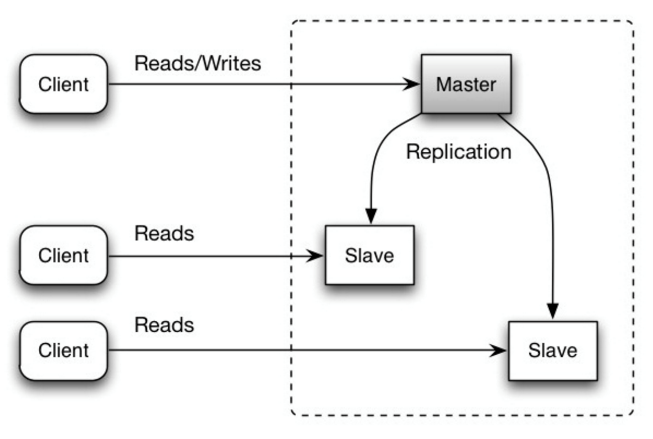 Reads/Writes
Client
Master
Replication
Reads
Client
Slave
Reads
Client
Slave